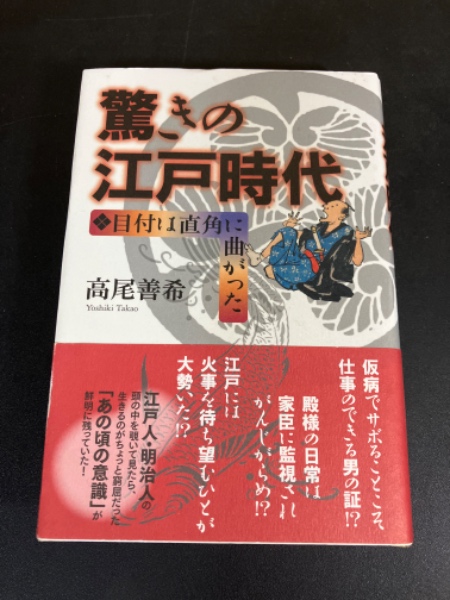 驚きの
江戸時代
❖目付は直角に
曲がった
高尾善希
Yoshiki Takao
仮病でサボることこそ、
仕事のできる男の証!?
殿様の日常は
家臣に監視され
がんじがらめ!?
江戸には
火事を待ち望むひとが
大勢いた!?
江戸人・明治人の
頭の中を覗いて見たら、
生きるのがちょっと窮屈だった
「あの頃の意識」が
鮮明に残っていた!